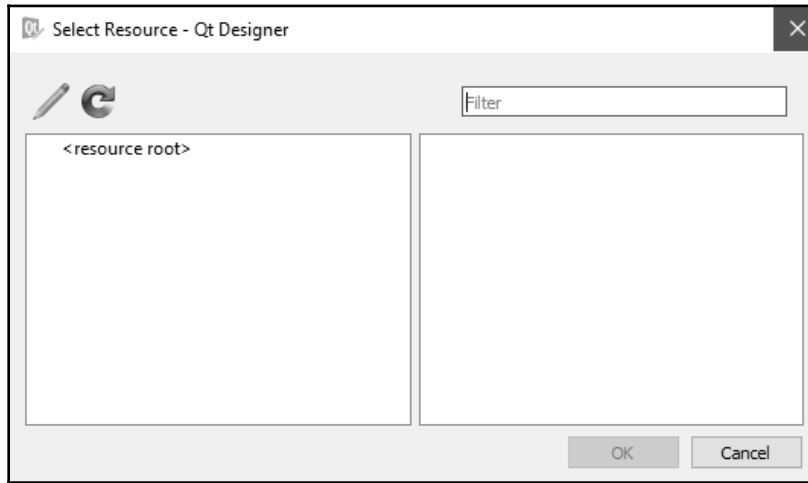 Select Resource - Qt Designer
Filter
<resource root>
OK
Cancel